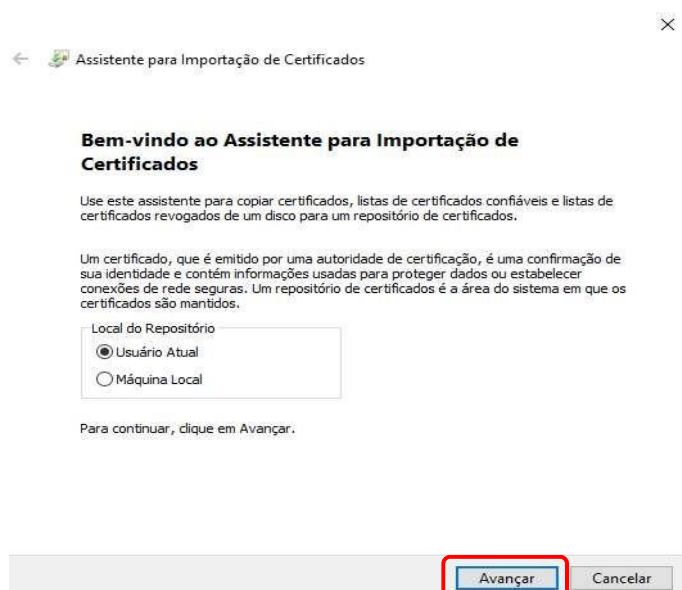 Assistente para Importação de Certificados
Bem-vindo ao Assistente para Importação de
Certificados
Use este assistente para copiar certificados, listas de certificados confiáveis e listas de
certificados revogados de um disco para um repositório de certificados.
Um certificado, que é emitido por uma autoridade de certificação, é uma confirmação de
sua identidade e contém informações usadas para proteger dados ou estabelecer
conexões de rede seguras. Um repositório de certificados é a área do sistema em que os
certificados são mantidos.
Local do Repositório
Usuário Atual
Máquina Local
Para continuar, clique em Avançar.
Avançar Cancelar